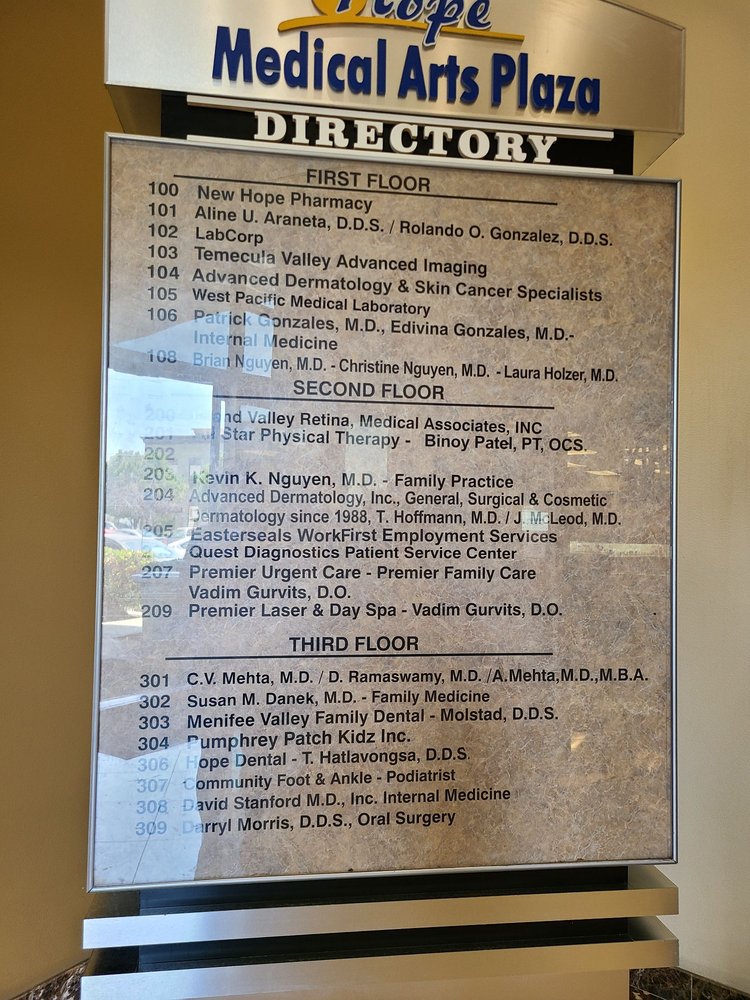 Hope
Medical Arts Plaza
DIRECTORY
FIRST FLOOR
100 New Hope Pharmacy
101 Aline U. Araneta, D.D.S. / Rolando O. Gonzalez, D.D.S.
102 LabCorp
103 Temecula Valley Advanced Imaging
104 Advanced Dermatology & Skin Cancer Specialists
105 West Pacific Medical Laboratory
106 Patrick Gonzales, M.D., Edivina Gonzales, M.D.-
Internal Medicine
108 Brian Nguyen, M.D. - Christine Nguyen, M.D. - Laura Holzer, M.D.
SECOND FLOOR
200 Valley Retina, Medical Associates, INC
201 Star Physical Therapy - Binoy Patel, PT, OCS.
202
203 Kevin K. Nguyen, M.D. - Family Practice
204 Advanced Dermatology, Inc., General, Surgical & Cosmetic
Dermatology since 1988, T. Hoffmann, M.D. / J. McLeod, M.D.
205 Easterseals WorkFirst Employment Services
Quest Diagnostics Patient Service Center
207 Premier Urgent Care - Premier Family Care
Vadim Gurvits, D.O.
209 Premier Laser & Day Spa - Vadim Gurvits, D.O.
THIRD FLOOR
301 C.V. Mehta, M.D. / D. Ramaswamy, M.D. /A.Mehta,M.D.,M.B.A.
302 Susan M. Danek, M.D. - Family Medicine
303 Menifee Valley Family Dental - Molstad, D.D.S.
304 Pumphrey Patch Kidz Inc.
306 Hope Dental - T. Hatlavongsa, D.D.S.
307 Community Foot & Ankle - Podiatrist
308 David Stanford M.D., Inc. Internal Medicine
309 Darryl Morris, D.D.S., Oral Surgery